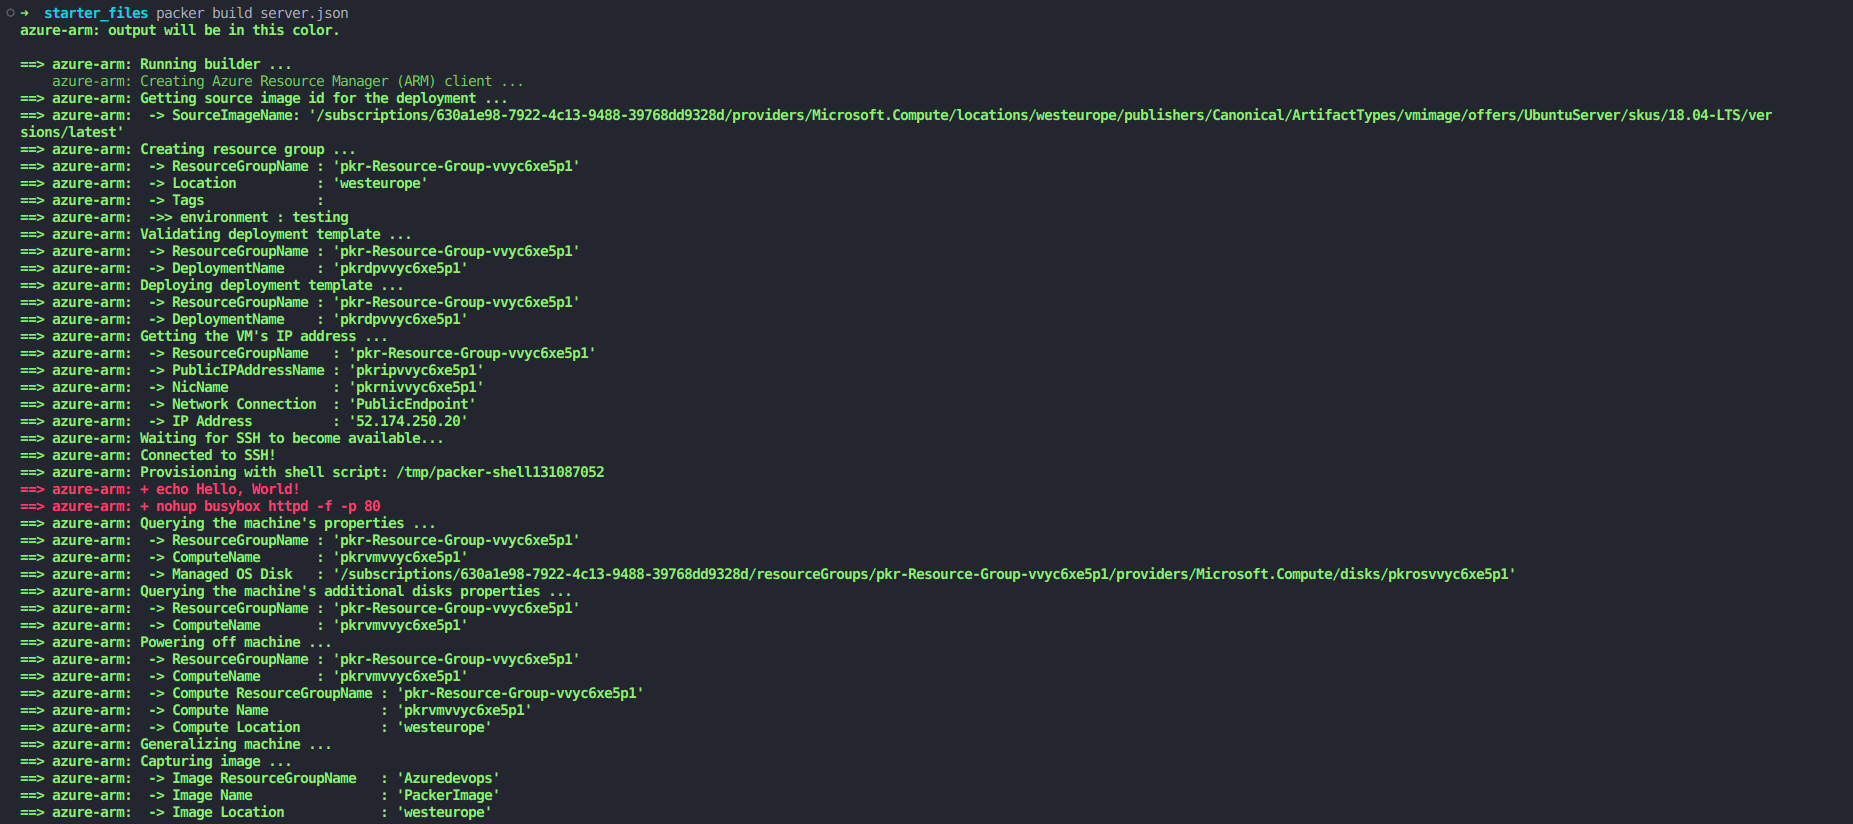 → starter_files packer build server.json
azure-arm: output will be in this color.
==> azure-arm: Running builder ...
azure-arm: Creating Azure Resource Manager (ARM) client ...
==> azure-arm: Getting source image id for the deployment ...
==> azure-arm:  -> SourceImageName: '/subscriptions/630a1e98-7922-4c13-9488-39768dd9328d/providers/Microsoft.Compute/locations/westeurope/publishers/Canonical/ArtifactTypes/vmimage/offers/UbuntuServer/skus/18.04-LTS/ver
sions/latest'
==> azure-arm: Creating resource group ...
==> azure-arm:  -> ResourceGroupName : 'pkr-Resource-Group-vvyc6xe5p1'
==> azure-arm:  -> Location          : 'westeurope'
==> azure-arm:  -> Tags              :
==> azure-arm:  ->> environment : testing
==> azure-arm: Validating deployment template ...
==> azure-arm:  -> ResourceGroupName : 'pkr-Resource-Group-vvyc6xe5p1'
==> azure-arm:  -> DeploymentName    : 'pkrdpvvyc6xe5p1'
==> azure-arm: Deploying deployment template ...
==> azure-arm:  -> ResourceGroupName : 'pkr-Resource-Group-vvyc6xe5p1'
==> azure-arm:  -> DeploymentName    : 'pkrdpvvyc6xe5p1'
==> azure-arm: Getting the VM's IP address ...
==> azure-arm:  -> ResourceGroupName   : 'pkr-Resource-Group-vvyc6xe5p1'
==> azure-arm:  -> PublicIPAddressName : 'pkripvvyc6xe5p1'
==> azure-arm:  -> NicName             : 'pkrnivvyc6xe5p1'
==> azure-arm:  -> Network Connection  : 'PublicEndpoint'
==> azure-arm:  -> IP Address          : '52.174.250.20'
==> azure-arm: Waiting for SSH to become available...
==> azure-arm: Connected to SSH!
==> azure-arm: Provisioning with shell script: /tmp/packer-shell131087052
==> azure-arm: + echo Hello, World!
==> azure-arm: + nohup busybox httpd -f -p 80
==> azure-arm: Querying the machine's properties ...
==> azure-arm:  -> ResourceGroupName : 'pkr-Resource-Group-vvyc6xe5p1'
==> azure-arm:  -> ComputeName       : 'pkrvmvvyc6xe5p1'
==> azure-arm:  -> Managed OS Disk   : '/subscriptions/630a1e98-7922-4c13-9488-39768dd9328d/resourceGroups/pkr-Resource-Group-vvyc6xe5p1/providers/Microsoft.Compute/disks/pkrosvvyc6xe5p1'
==> azure-arm: Querying the machine's additional disks properties ...
==> azure-arm:  -> ResourceGroupName : 'pkr-Resource-Group-vvyc6xe5p1'
==> azure-arm:  -> ComputeName       : 'pkrvmvvyc6xe5p1'
==> azure-arm: Powering off machine ...
==> azure-arm:  -> ResourceGroupName : 'pkr-Resource-Group-vvyc6xe5p1'
==> azure-arm:  -> ComputeName       : 'pkrvmvvyc6xe5p1'
==> azure-arm:  -> Compute ResourceGroupName : 'pkr-Resource-Group-vvyc6xe5p1'
==> azure-arm:  -> Compute Name              : 'pkrvmvvyc6xe5p1'
==> azure-arm:  -> Compute Location          : 'westeurope'
==> azure-arm: Generalizing machine ...
==> azure-arm: Capturing image ...
==> azure-arm:  -> Image ResourceGroupName   : 'Azuredevops'
==> azure-arm:  -> Image Name                : 'PackerImage'
==> azure-arm:  -> Image Location            : 'westeurope'